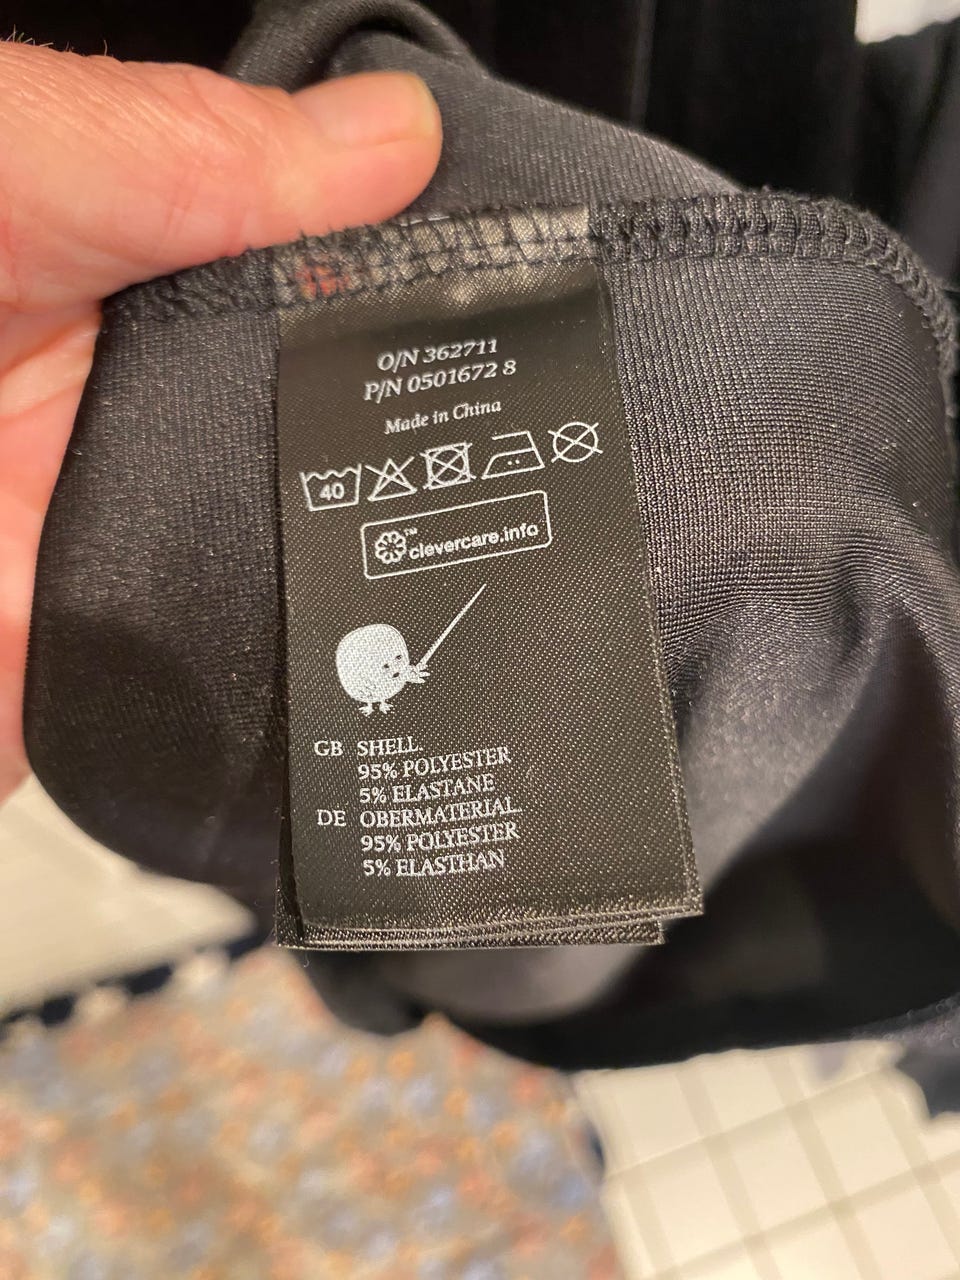 O/N 362711
P/N 0501672 8
Made in China
40
clevercare.info
GB SHELL.
95% POLYESTER
5% ELASTANE
DE OBERMATERIAL.
95% POLYESTER
5% ELASTHAN